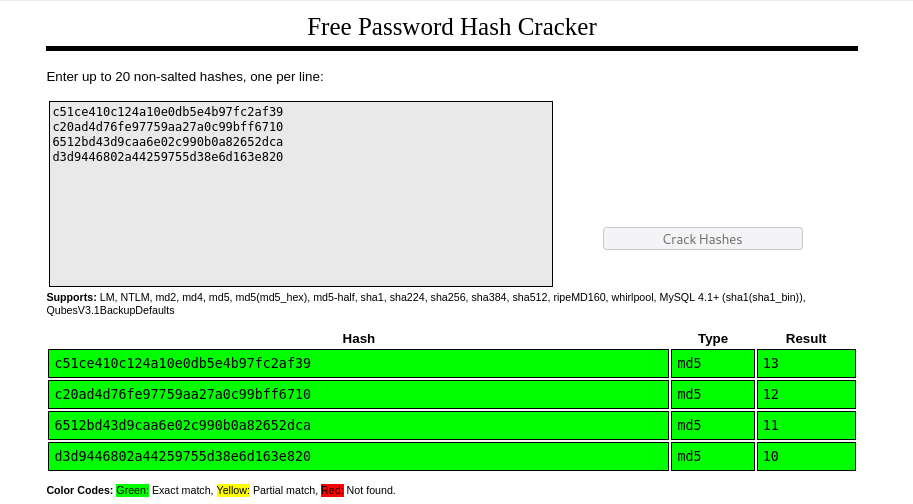 Free Password Hash Cracker
Enter up to 20 non-salted hashes, one per line:
c51ce410c124a10e0db5e4b97fc2af39
c20ad4d76fe97759aa27a0c99bff6710
6512bd43d9caa6e02c990b0a82652dca
d3d9446802a44259755d38e6d163e820
Crack Hashes
Supports: LM, NTLM, md2, md4, md5, md5(md5_hex), md5-half, sha1, sha224, sha256, sha384, sha512, ripeMD160, whirlpool, MySQL 4.1+ (sha1(sha1_bin)),
QubesV3.1BackupDefaults
Hash Type Result
c51ce410c124a10e0db5e4b97fc2af39 md5 13
c20ad4d76fe97759aa27a0c99bff6710 md5 12
6512bd43d9caa6e02c990b0a82652dca md5 11
d3d9446802a44259755d38e6d163e820 md5 10
Color Codes: Green: Exact match, Yellow: Partial match, Red: Not found.